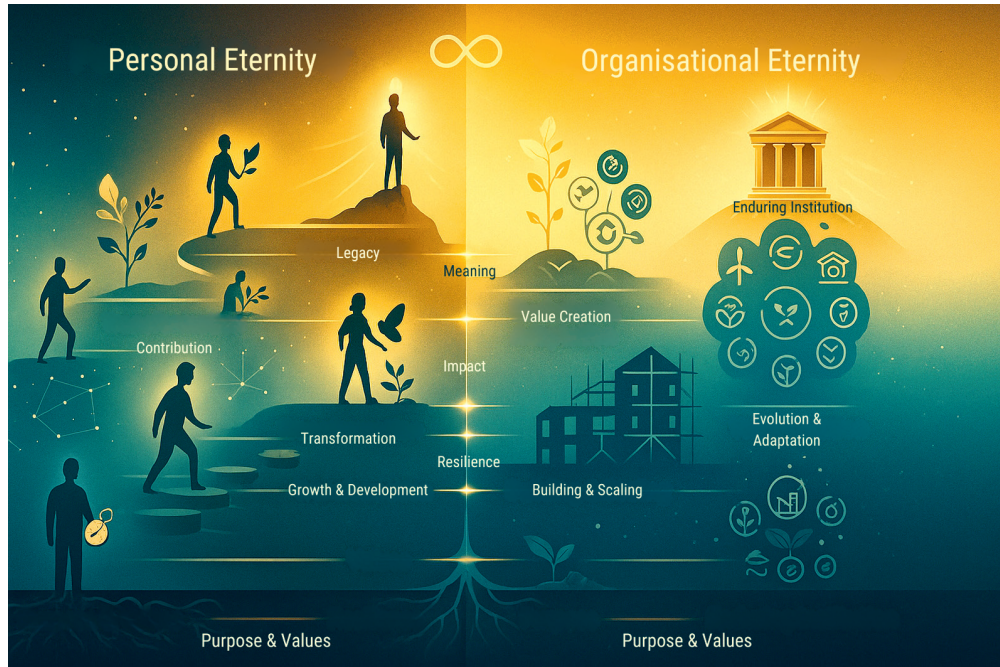 Personal Eternity
Organisational Eternity
Enduring Institution
Legacy
Meaning
Value Creation
Contribution
Impact
Transformation
Evolution &
Adaptation
Resilience
Growth & Development
Building & Scaling
Purpose & Values
Purpose & Values